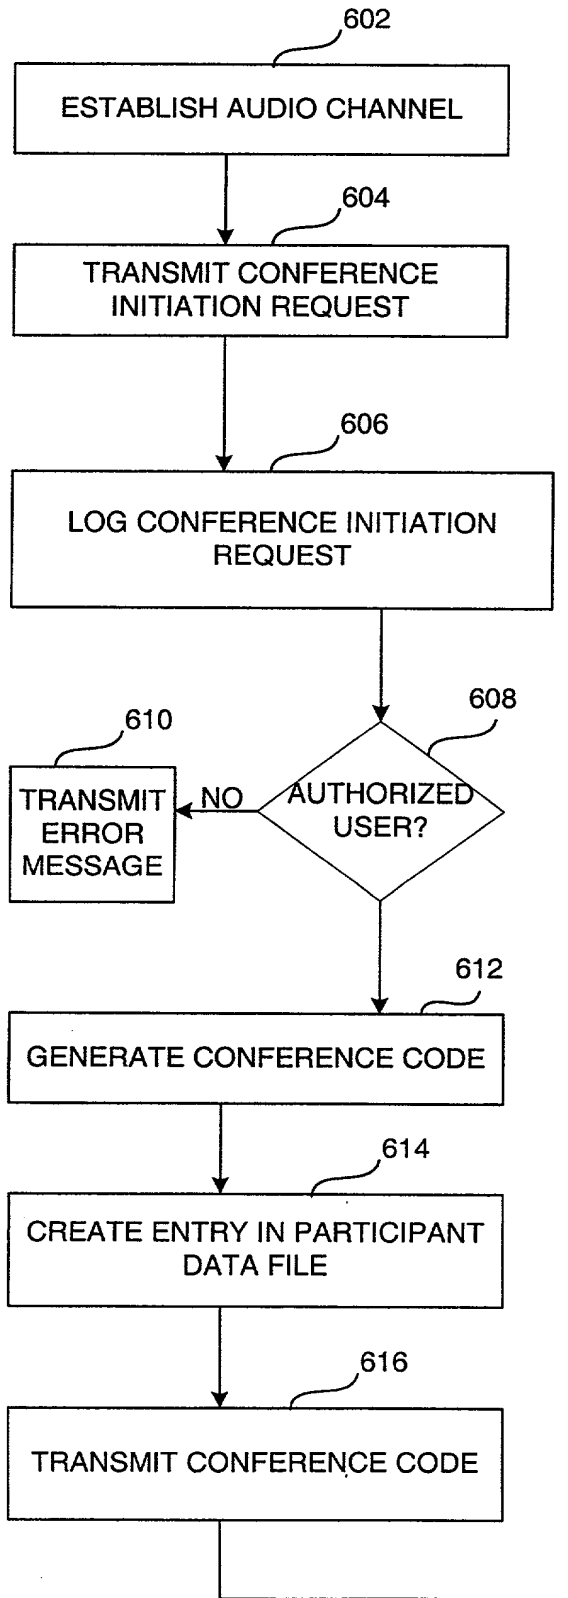 602
ESTABLISH AUDIO CHANNEL
604
TRANSMIT CONFERENCE
INITIATION REQUEST
606
LOG CONFERENCE INITIATION
REQUEST
608
610
AUTHORIZED
USER?
NO
TRANSMIT
ERROR
MESSAGE
612
GENERATE CONFERENCE CODE
614
CREATE ENTRY IN PARTICIPANT
DATA FILE
616
TRANSMIT CONFERENCE CODE